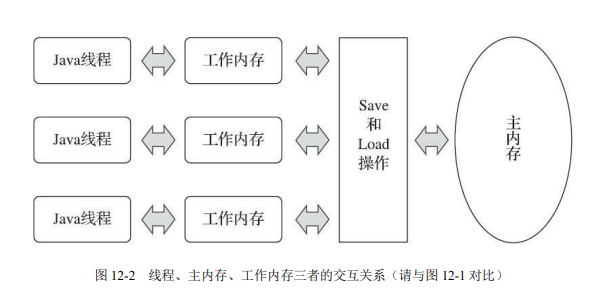 Java线程
工作内存
Java线程
工作内存
Java线程
工作内存
Save
和
Load
操作
主内存
图 12-2 线程、主内存、工作内存三者的交互关系（请与图 12-1 对比）